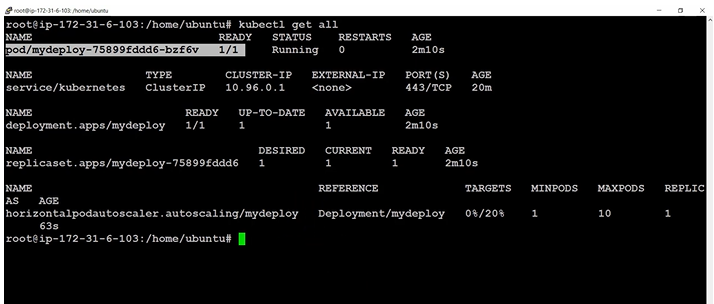 root@ip-172-31-6-103: /home/ubuntu
root@ip-172-31-6-103:/home/ubuntu# kubectl get all
NAME READY STATUS RESTARTS AGE
pod/mydeploy-75899fddd6-bzf6v 1/1 Running 0 2m10s
NAME TYPE CLUSTER-IP EXTERNAL-IP PORT(S) AGE
service/kubernetes ClusterIP 10.96.0.1 <none> 443/TCP 20m
NAME READY UP-TO-DATE AVAILABLE AGE
deployment.apps/mydeploy 1/1 1 1 2m10s
NAME DESIRED CURRENT READY AGE
replicaset.apps/mydeploy-75899fddd6 1 1 1 2m10s
NAME REFERENCE TARGETS MINPODS MAXPODS REPLIC
AS AGE
horizontalpodautoscaler.autoscaling/mydeploy Deployment/mydeploy 0%/20% 1 10 1
63s
root@ip-172-31-6-103:/home/ubuntu#